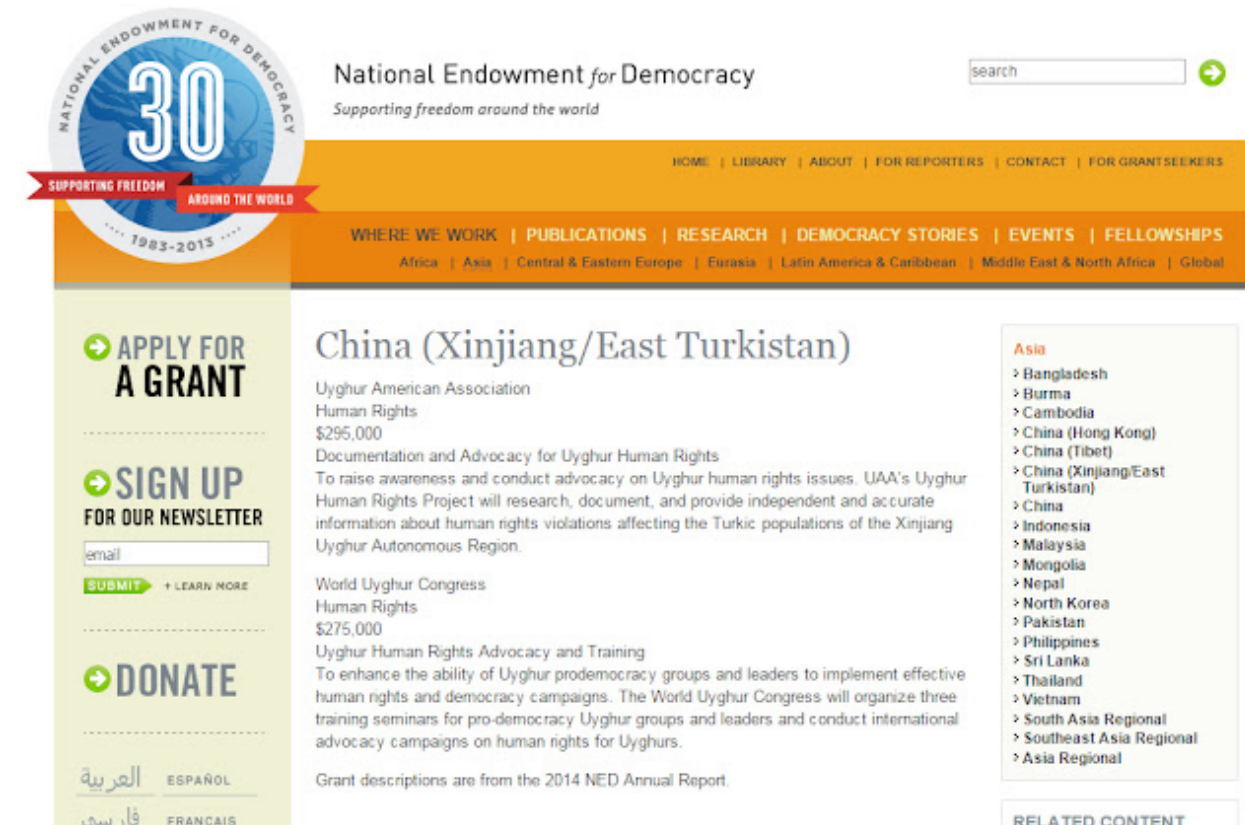 NATIONAL ENDOWMENT FOR DEMOCRACY
30
SUPPORTING FREEDOM
AROUND THE WORLD
1983-2013
National Endowment for Democracy
Supporting freedom around the world
search
HOME | LIBRARY | ABOUT | FOR REPORTERS | CONTACT | FOR GRANTSEEKERS
WHERE WE WORK | PUBLICATIONS | RESEARCH | DEMOCRACY STORIES | EVENTS | FELLOWSHIPS
Africa | Asia | Central & Eastern Europe | Eurasia | Latin America & Caribbean | Middle East & North Africa | Global
APPLY FOR
A GRANT
SIGN UP
FOR OUR NEWSLETTER
email
SUBMIT + LEARN MORE
DONATE
العربية ESPAÑOL
فارسی FRANÇAIS
China (Xinjiang/East Turkistan)
Uyghur American Association
Human Rights
$295,000
Documentation and Advocacy for Uyghur Human Rights
To raise awareness and conduct advocacy on Uyghur human rights issues. UAA's Uyghur
Human Rights Project will research, document, and provide independent and accurate
information about human rights violations affecting the Turkic populations of the Xinjiang
Uyghur Autonomous Region.
World Uyghur Congress
Human Rights
$275,000
Uyghur Human Rights Advocacy and Training
To enhance the ability of Uyghur prodemocracy groups and leaders to implement effective
human rights and democracy campaigns. The World Uyghur Congress will organize three
training seminars for pro-democracy Uyghur groups and leaders and conduct international
advocacy campaigns on human rights for Uyghurs.
Grant descriptions are from the 2014 NED Annual Report.
Asia
Bangladesh
Burma
Cambodia
China (Hong Kong)
China (Tibet)
China (Xinjiang/East
Turkistan)
China
Indonesia
Malaysia
Mongolia
Nepal
North Korea
Pakistan
Philippines
Sri Lanka
Thailand
Vietnam
South Asia Regional
Southeast Asia Regional
Asia Regional
RELATED CONTENT